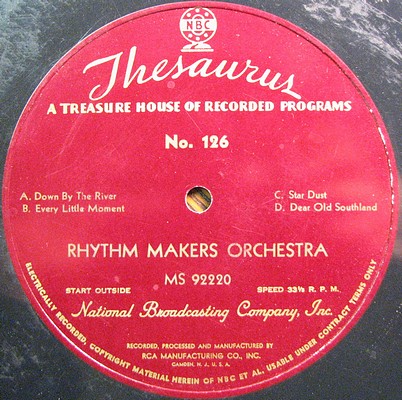 NBC
Thesaurus
A TREASURE HOUSE OF RECORDED PROGRAMS
No. 126
A. Down By The River
B. Every Little Moment
C. Star Dust
D. Dear Old Southland
RHYTHM MAKERS ORCHESTRA
MS 92220
START OUTSIDE
SPEED 33⅓ R. P. M.
National Broadcasting Company, Inc.
RECORDED, PROCESSED AND MANUFACTURED BY
RCA MANUFACTURING CO., INC.
CAMDEN, N. J., U. S. A.
ELECTRICALLY RECORDED, COPYRIGHT MATERIAL HEREIN OF NBC ET AL, USABLE UNDER CONTRACT TERMS ONLY